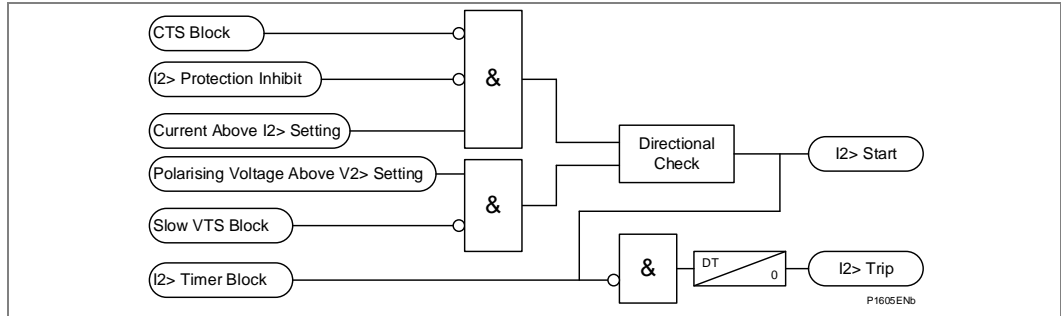 CTS Block
I2> Protection Inhibit
&
Current Above I2> Setting
Directional
Check
I2> Start
Polarising Voltage Above V2> Setting
&
Slow VTS Block
I2> Timer Block
&
DT
0
I2> Trip
P1605ENb